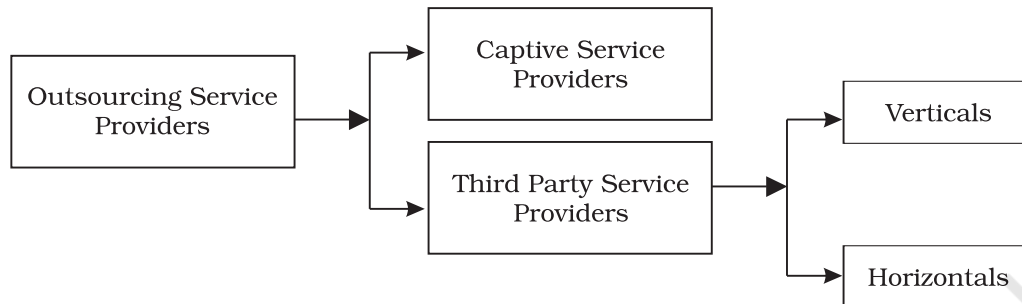 Outsourcing Service
Providers
Captive Service
Providers
Third Party Service
Providers
Verticals
Horizontals